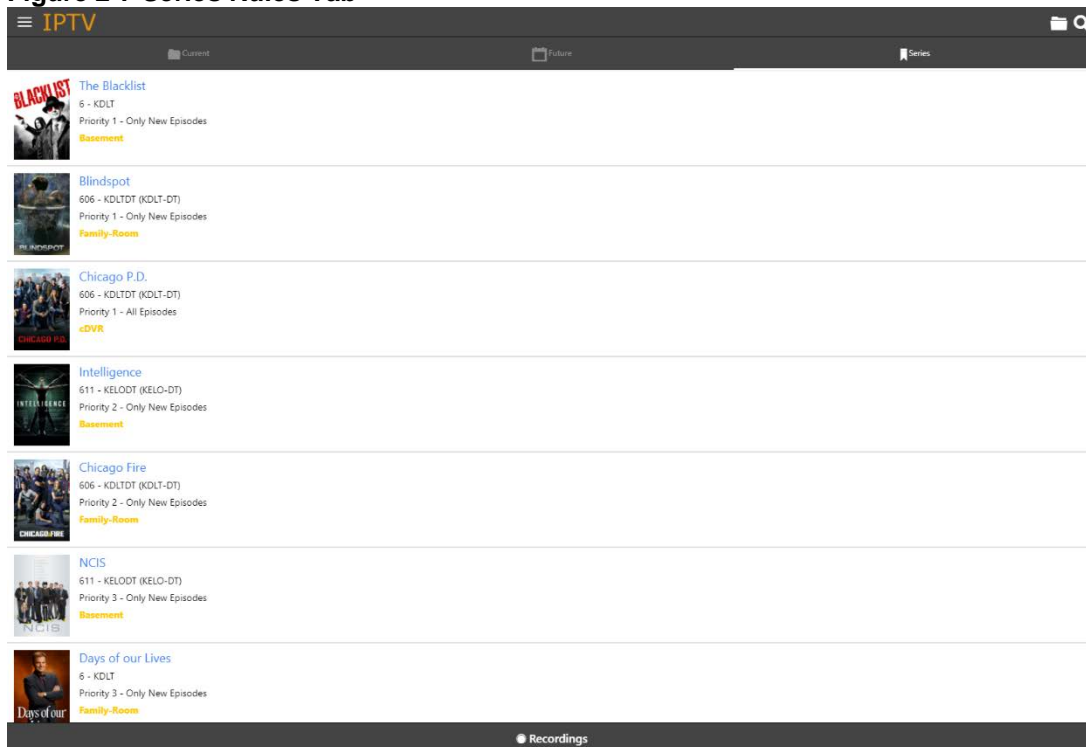 Figure 24 Series Rules Tab
IPTV
Current
Future
Series
BLACKLIST
The Blacklist
6 - KDLT
Priority 1 - Only New Episodes
Basement
BLINDSPOT
Blindspot
606 - KDLTDT (KDLT-DT)
Priority 1 - Only New Episodes
Family-Room
CHICAGO P.D.
Chicago P.D.
606 - KDLTDT (KDLT-DT)
Priority 1 - All Episodes
cDVR
INTELLIGENCE
Intelligence
611 - KELODT (KELO-DT)
Priority 2 - Only New Episodes
Basement
CHICAGO FIRE
Chicago Fire
606 - KDLTDT (KDLT-DT)
Priority 2 - Only New Episodes
Family-Room
NCIS
NCIS
611 - KELODT (KELO-DT)
Priority 3 - Only New Episodes
Basement
Days of our
Days of our Lives
6 - KDLT
Priority 3 - Only New Episodes
Family-Room
Recordings